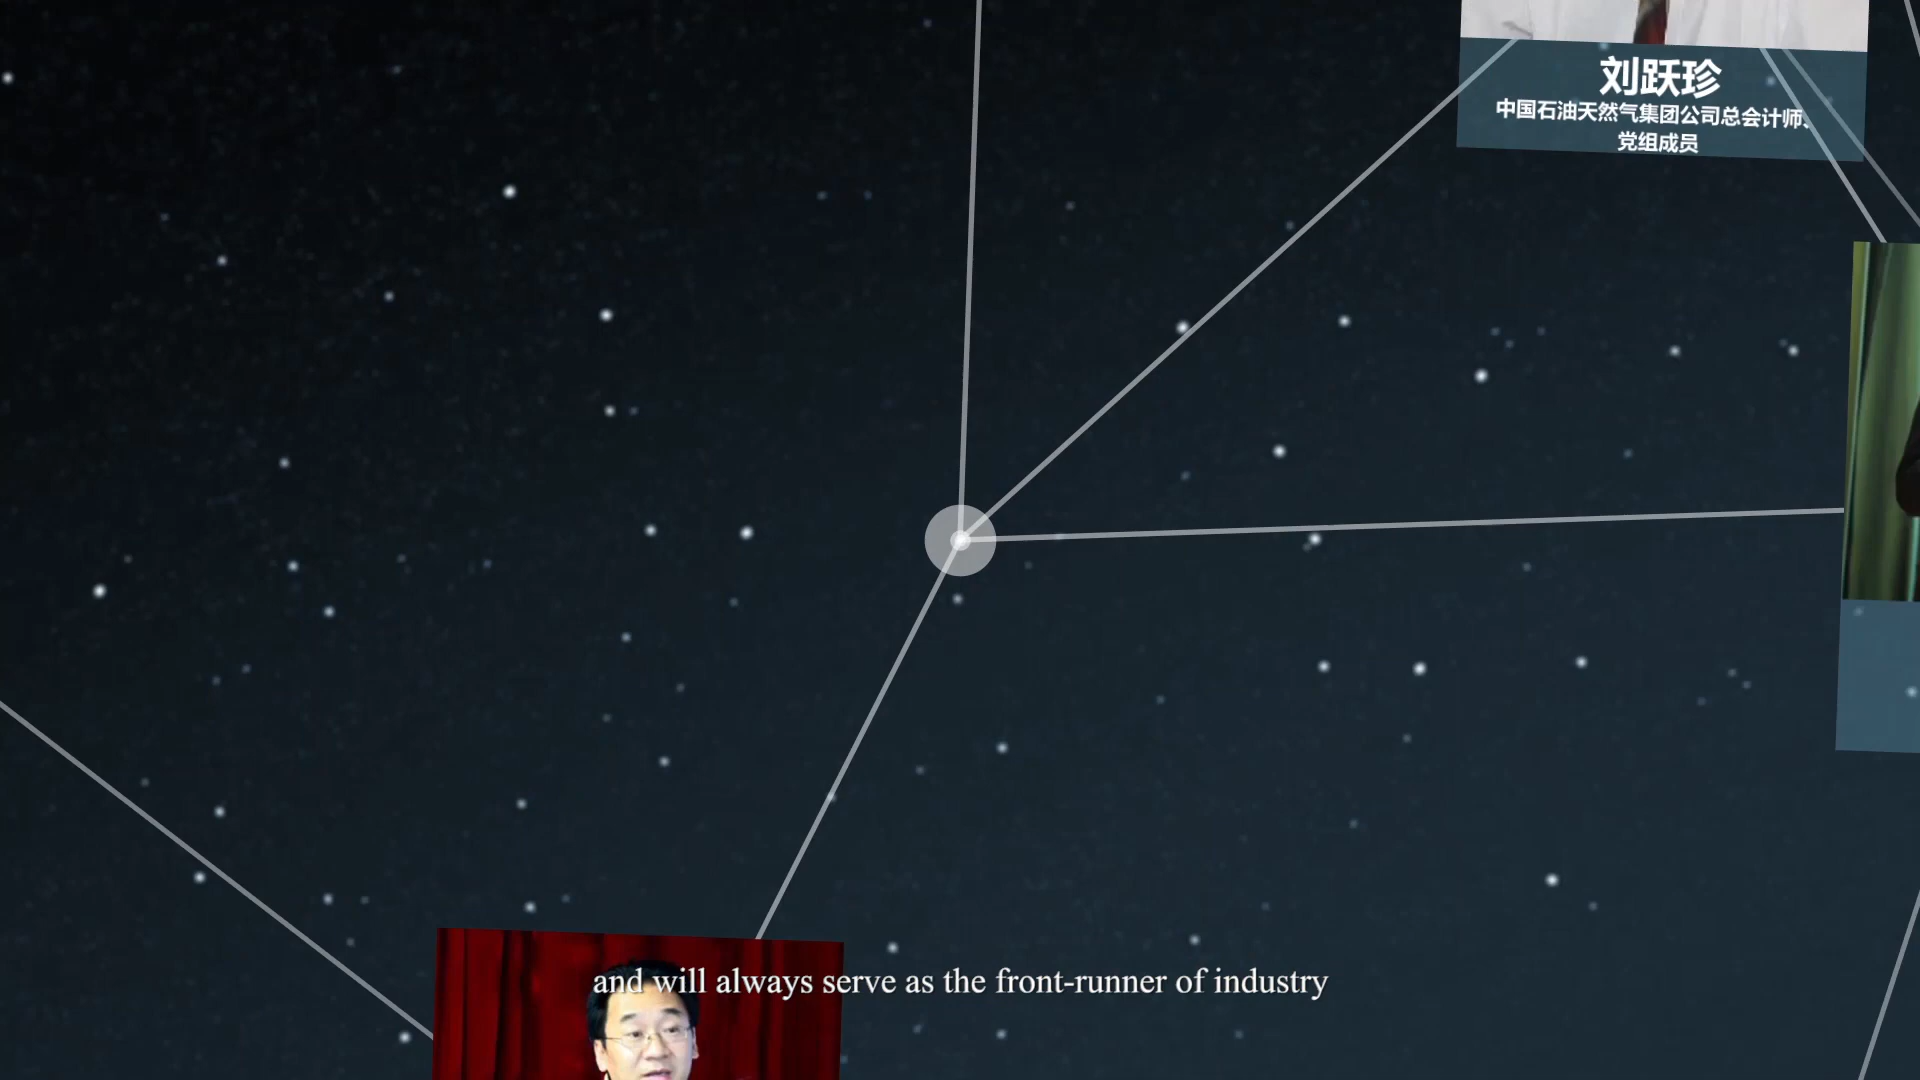 刘跃珍
中国石油天然气集团公司总会计师、
党组成员
and will always serve as the front-runner of industry